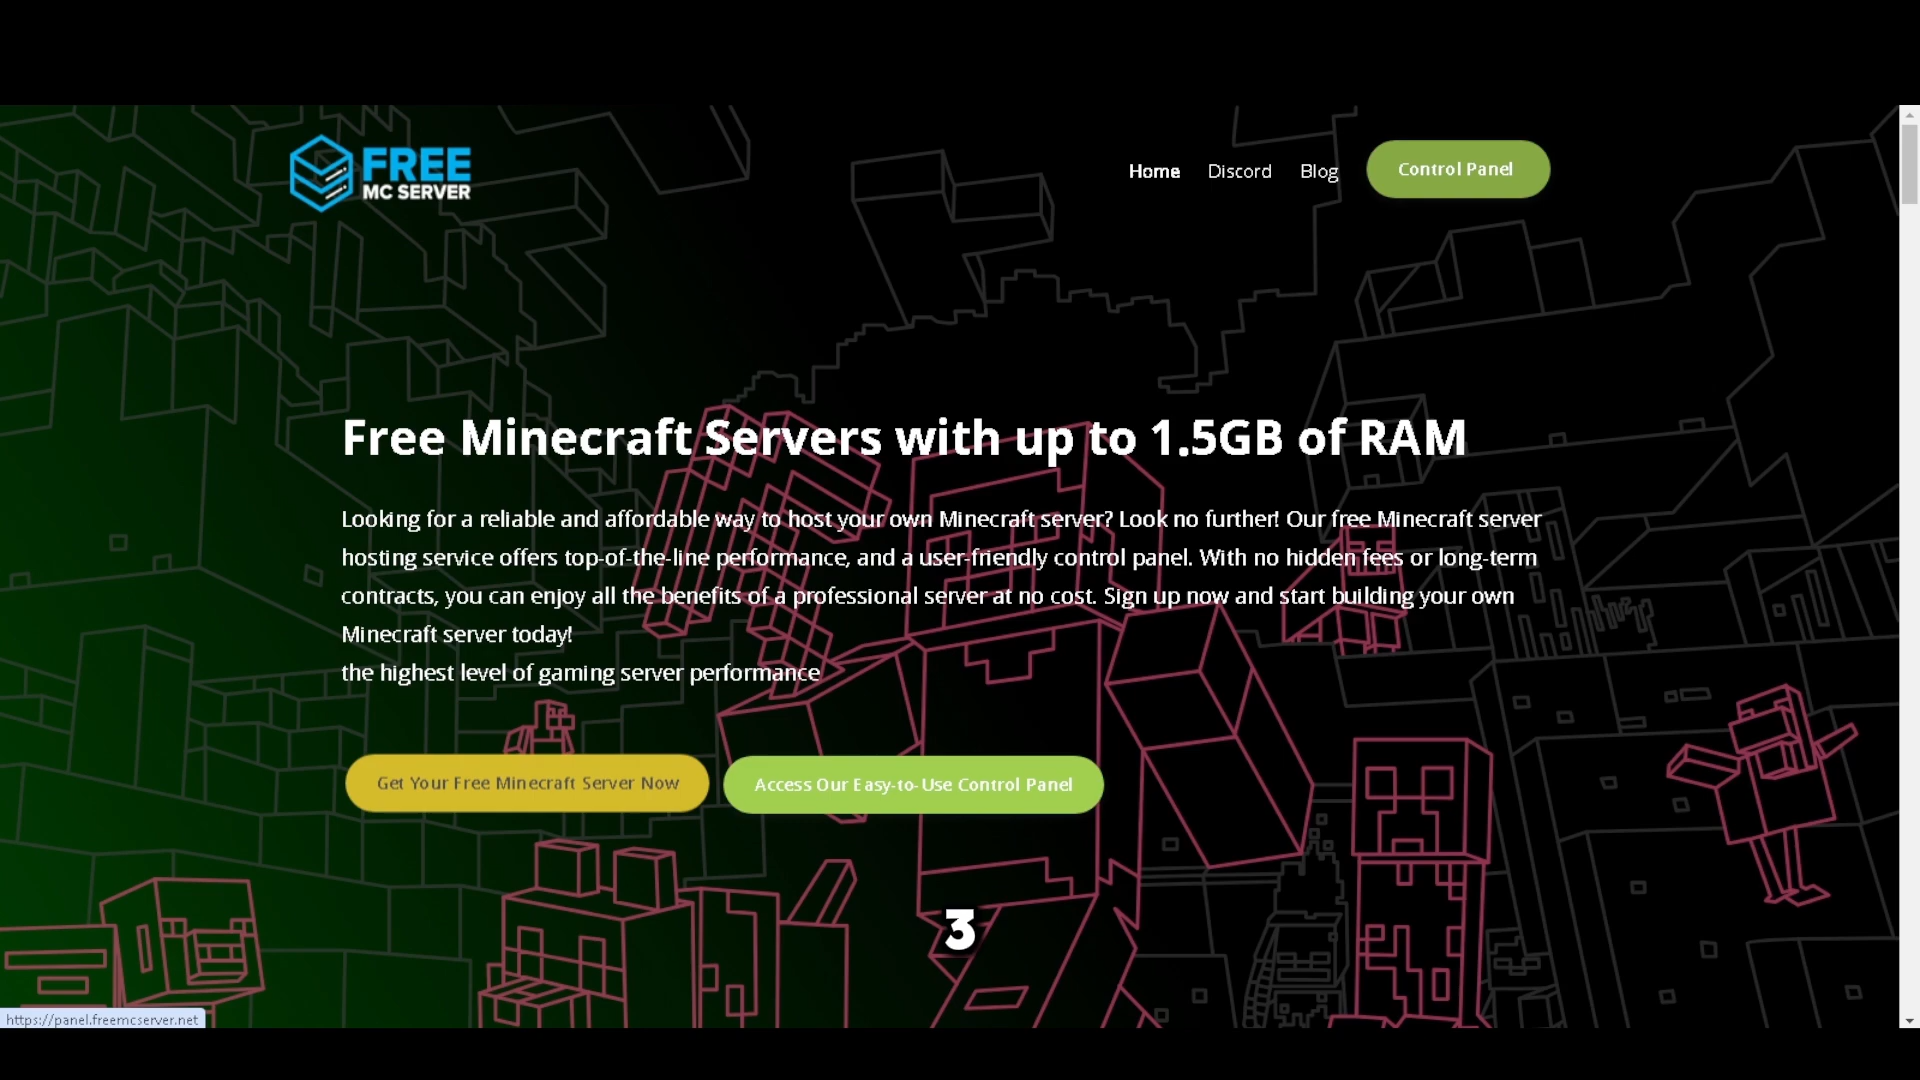 FREE
MC SERVER
Home Discord Blog Control Panel
Free Minecraft Servers with up to 1.5GB of RAM
Looking for a reliable and affordable way to host your own Minecraft server? Look no further! Our free Minecraft server
hosting service offers top-of-the-line performance, and a user-friendly control panel. With no hidden fees or long-term
contracts, you can enjoy all the benefits of a professional server at no cost. Sign up now and start building your own
Minecraft server today!
the highest level of gaming server performance
Get Your Free Minecraft Server Now Access Our Easy-to-Use Control Panel
3
https://panel.freemcserver.net